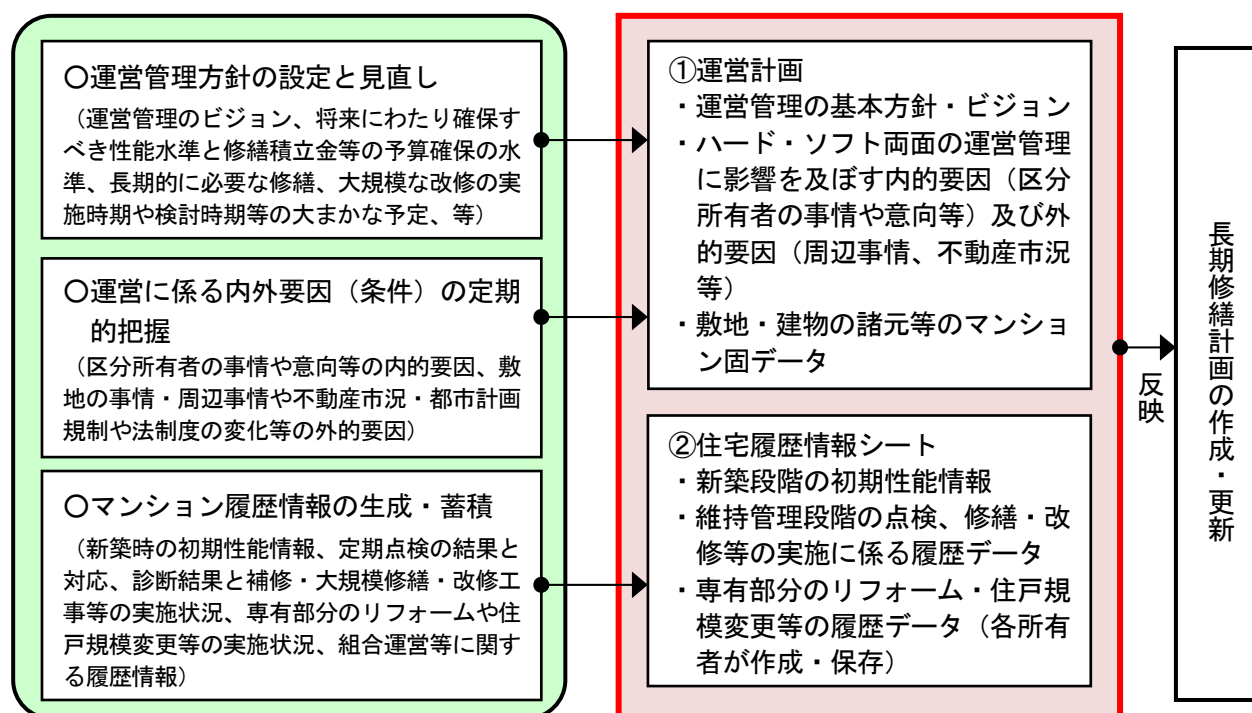 〇運営管理方針の設定と見直し
（運営管理のビジョン、将来にわたり確保す
べき性能水準と修繕積立金等の予算確保の水
準、長期的に必要な修繕、大規模な改修の実
施時期や検討時期等の大まかな予定、等）
〇運営に係る内外要因（条件）の定期
的把握
（区分所有者の事情や意向等の内的要因、敷
地の事情・周辺事情や不動産市況・都市計画
規制や法制度の変化等の外的要因）
〇マンション履歴情報の生成・蓄積
（新築時の初期性能情報、定期点検の結果と
対応、診断結果と補修・大規模修繕・改修工
事等の実施状況、専有部分のリフォームや住
戸規模変更等の実施状況、組合運営等に関す
る履歴情報）
①運営計画
・運営管理の基本方針・ビジョン
・ハード・ソフト両面の運営管理
に影響を及ぼす内的要因（区分
所有者の事情や意向等）及び外
的要因（周辺事情、不動産市況
等）
・敷地・建物の諸元等のマンショ
ン固データ
②住宅履歴情報シート
・新築段階の初期性能情報
・維持管理段階の点検、修繕・改
修等の実施に係る履歴データ
・専有部分のリフォーム・住戸規
模変更等の履歴データ（各所有
者が作成・保存）
反映
長期修繕計画の作成・更新